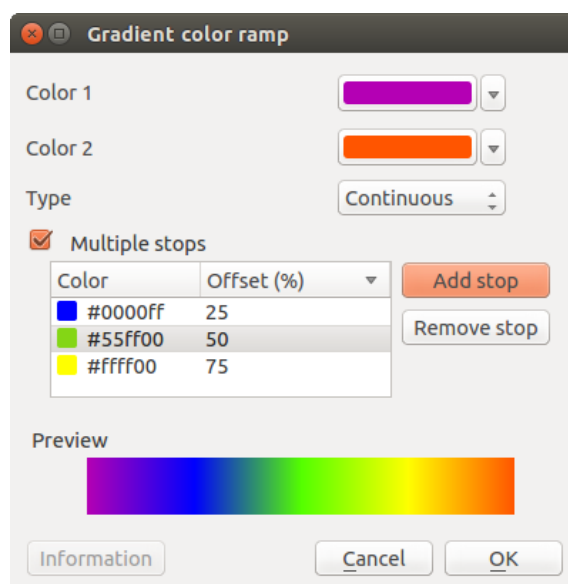 Gradient color ramp
Color 1
Color 2
Type Continuous
Multiple stops
Color Offset (%) Add stop
#0000ff 25
#55ff00 50 Remove stop
#ffff00 75
Preview
Information Cancel OK